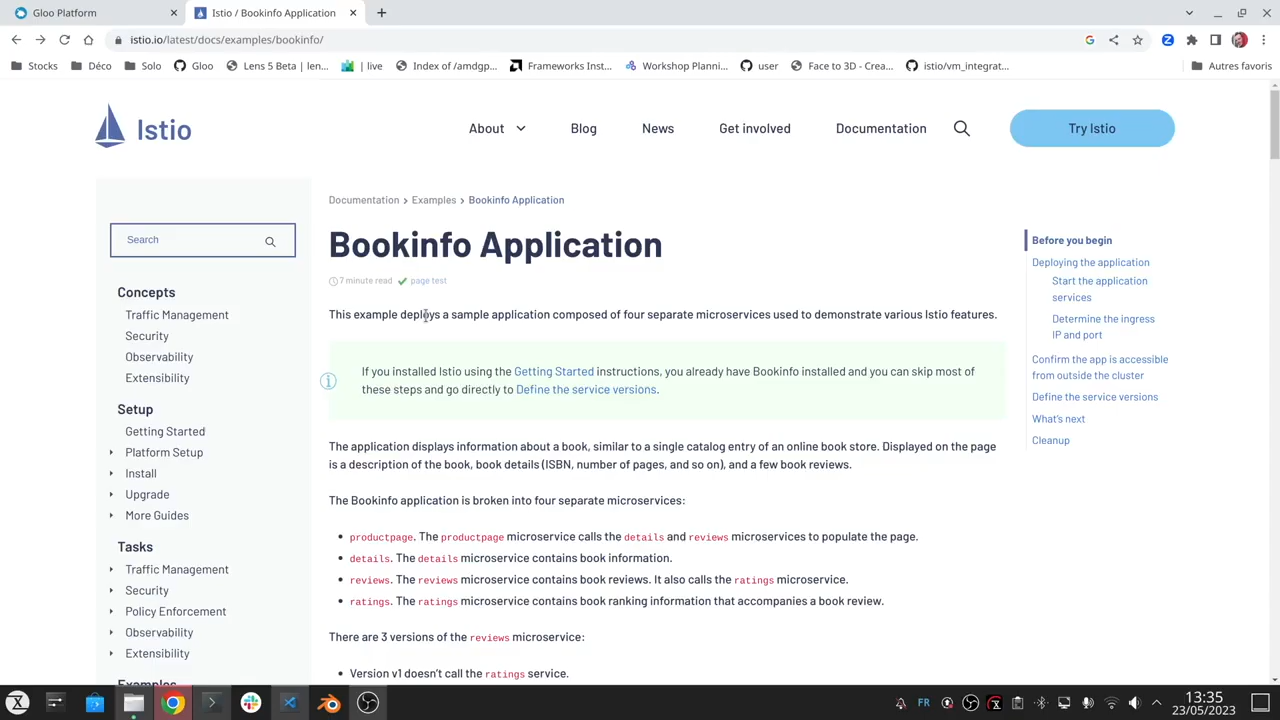 Gloo Platform
Istio / Bookinfo Application
istio.io/latest/docs/examples/bookinfo/
Stocks
Déco
Solo
Gloo
Lens 5 Beta | len...
| live
Index of /amdgp...
Frameworks Inst...
Workshop Planni...
user
Face to 3D - Crea...
istio/vm_integrat...
Autres favoris
Istio
About
Blog
News
Get involved
Documentation
Try Istio
Search
Concepts
Traffic Management
Security
Observability
Extensibility
Setup
Getting Started
Platform Setup
Install
Upgrade
More Guides
Tasks
Traffic Management
Security
Policy Enforcement
Observability
Extensibility
Examples
Documentation > Examples > Bookinfo Application
Bookinfo Application
7 minute read ✔ page test
This example deploys a sample application composed of four separate microservices used to demonstrate various Istio features.
If you installed Istio using the Getting Started instructions, you already have Bookinfo installed and you can skip most of
these steps and go directly to Define the service versions.
The application displays information about a book, similar to a single catalog entry of an online book store. Displayed on the page
is a description of the book, book details (ISBN, number of pages, and so on), and a few book reviews.
The Bookinfo application is broken into four separate microservices:
• productpage. The productpage microservice calls the details and reviews microservices to populate the page.
• details. The details microservice contains book information.
• reviews. The reviews microservice contains book reviews. It also calls the ratings microservice.
• ratings. The ratings microservice contains book ranking information that accompanies a book review.
There are 3 versions of the reviews microservice:
• Version v1 doesn't call the ratings service.
Before you begin
Deploying the application
Start the application
services
Determine the ingress
IP and port
Confirm the app is accessible
from outside the cluster
Define the service versions
What's next
Cleanup
FR
13:35
23/05/2023